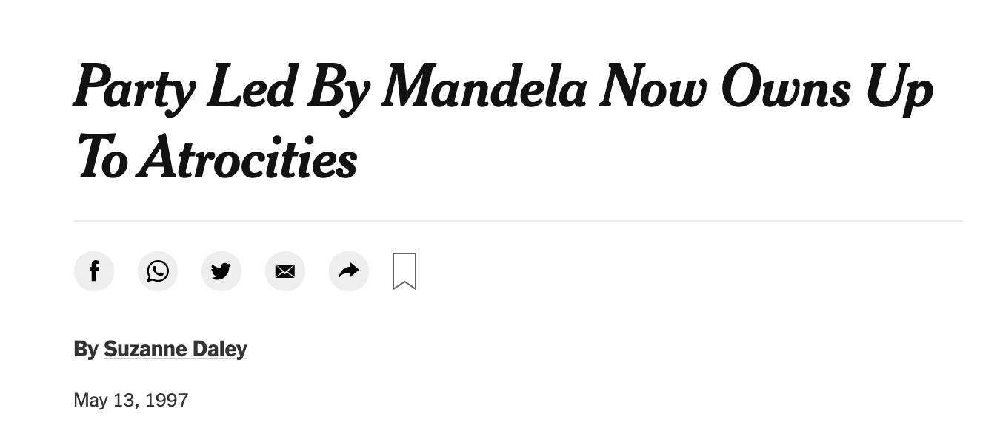 Party Led By Mandela Now Owns Up
To Atrocities
By Suzanne Daley
May 13, 1997